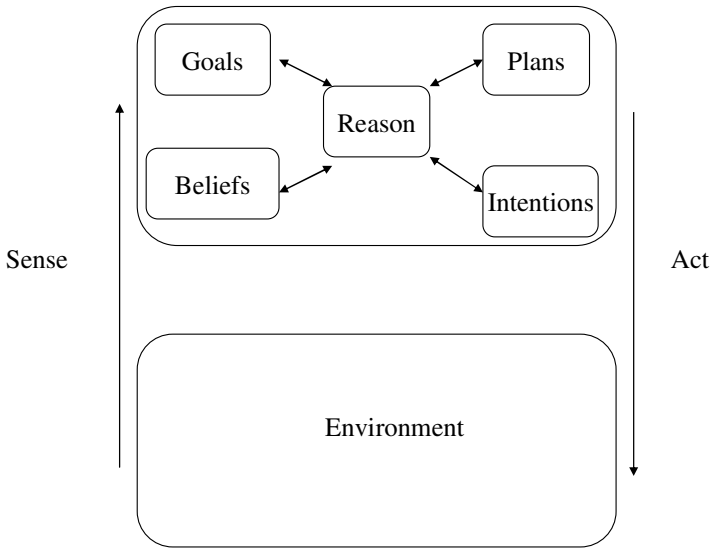 Goals
Plans
Reason
Beliefs
Intentions
Sense
Act
Environment